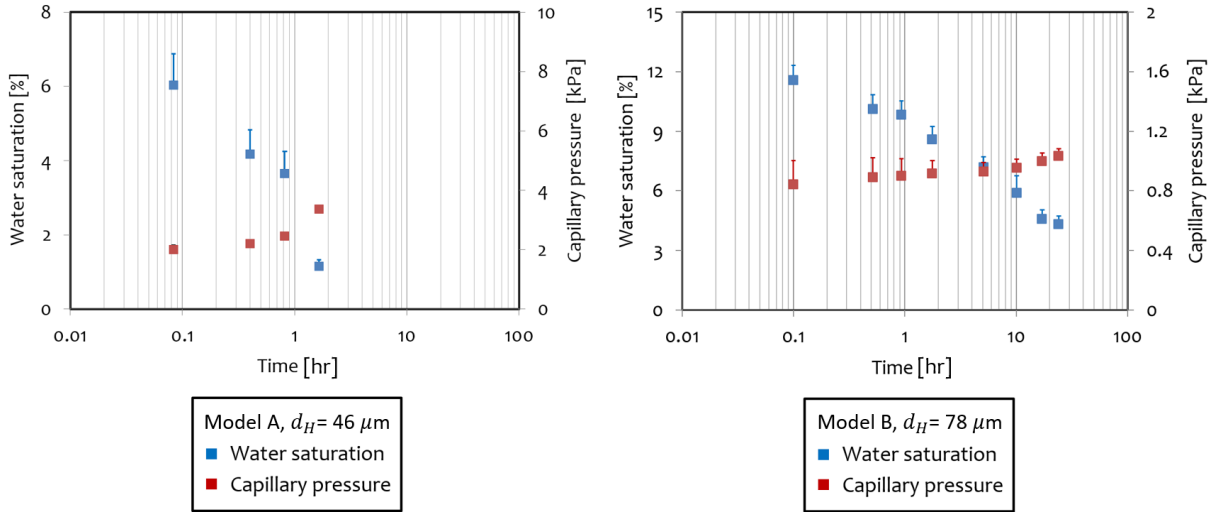 8
6
4
2
0
Water saturation [%]
10
8
6
4
2
0
Capillary pressure [kPa]
0.01
0.1
1
10
100
Time [hr]
Model A, d_H= 46 μm
Water saturation
Capillary pressure
15
12
9
6
3
0
Water saturation [%]
2
1.6
1.2
0.8
0.4
0
Capillary pressure [kPa]
0.01
0.1
1
10
100
Time [hr]
Model B, d_H= 78 μm
Water saturation
Capillary pressure